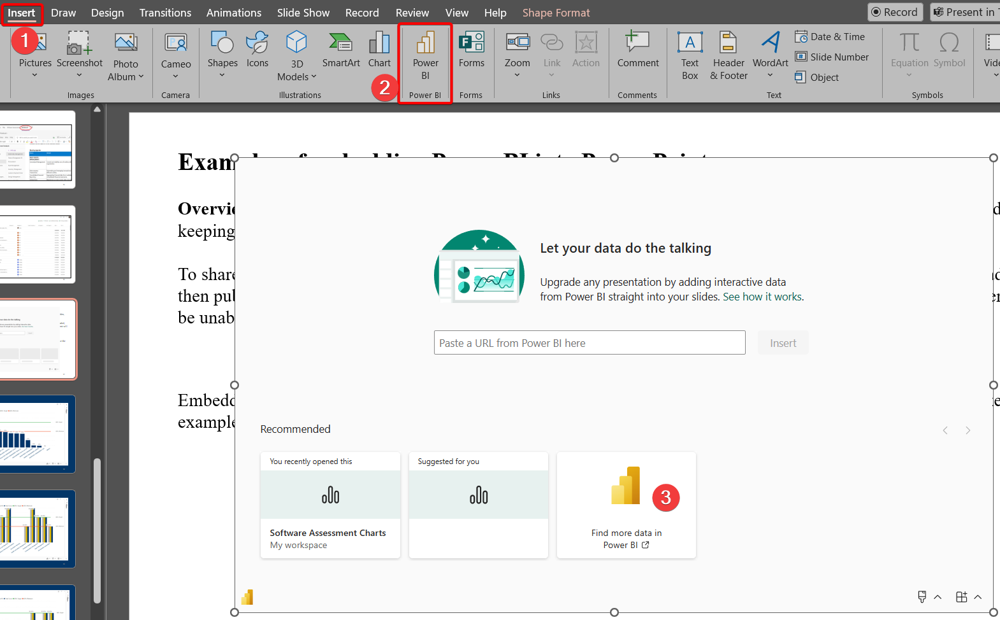 Insert Draw Design Transitions Animations Slide Show Record Review View Help Shape Format Record Present in
1
Pictures Screenshot Photo Album Cameo Shapes Icons 3D Models SmartArt Chart Power BI Forms Zoom Link Action Comment Text Box Header & Footer WordArt Date & Time
Slide Number
Object
Equation Symbol
2
Images Camera Illustrations Power BI Forms Links Comments Text Symbols
Overvie
keeping
To share
then pub
be unab
Embedd
example
Let your data do the talking
Upgrade any presentation by adding interactive data
from Power BI straight into your slides. See how it works.
Paste a URL from Power BI here Insert
Recommended
You recently opened this
Software Assessment Charts
My workspace
Suggested for you
3
Find more data in
Power BI